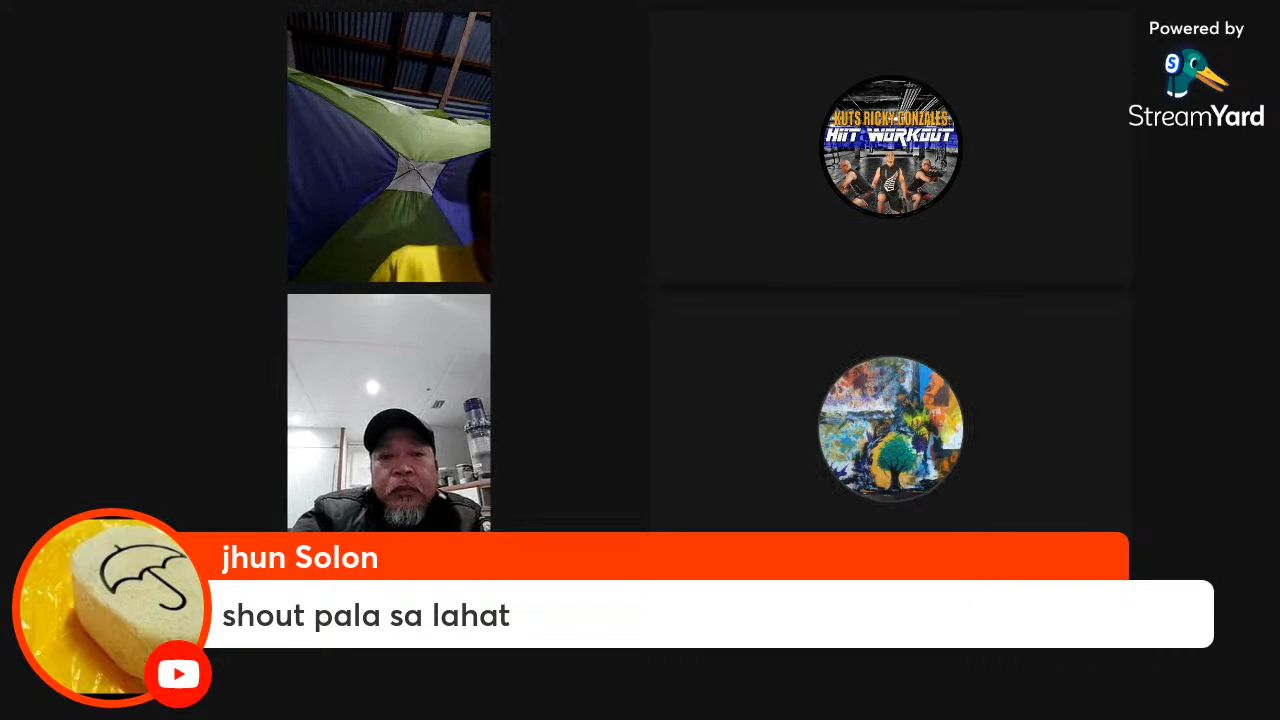 Powered by
StreamYard
S
KUTS RICKY GONZALES
HIIT WORKOUT
jhun Solon
shout pala sa lahat